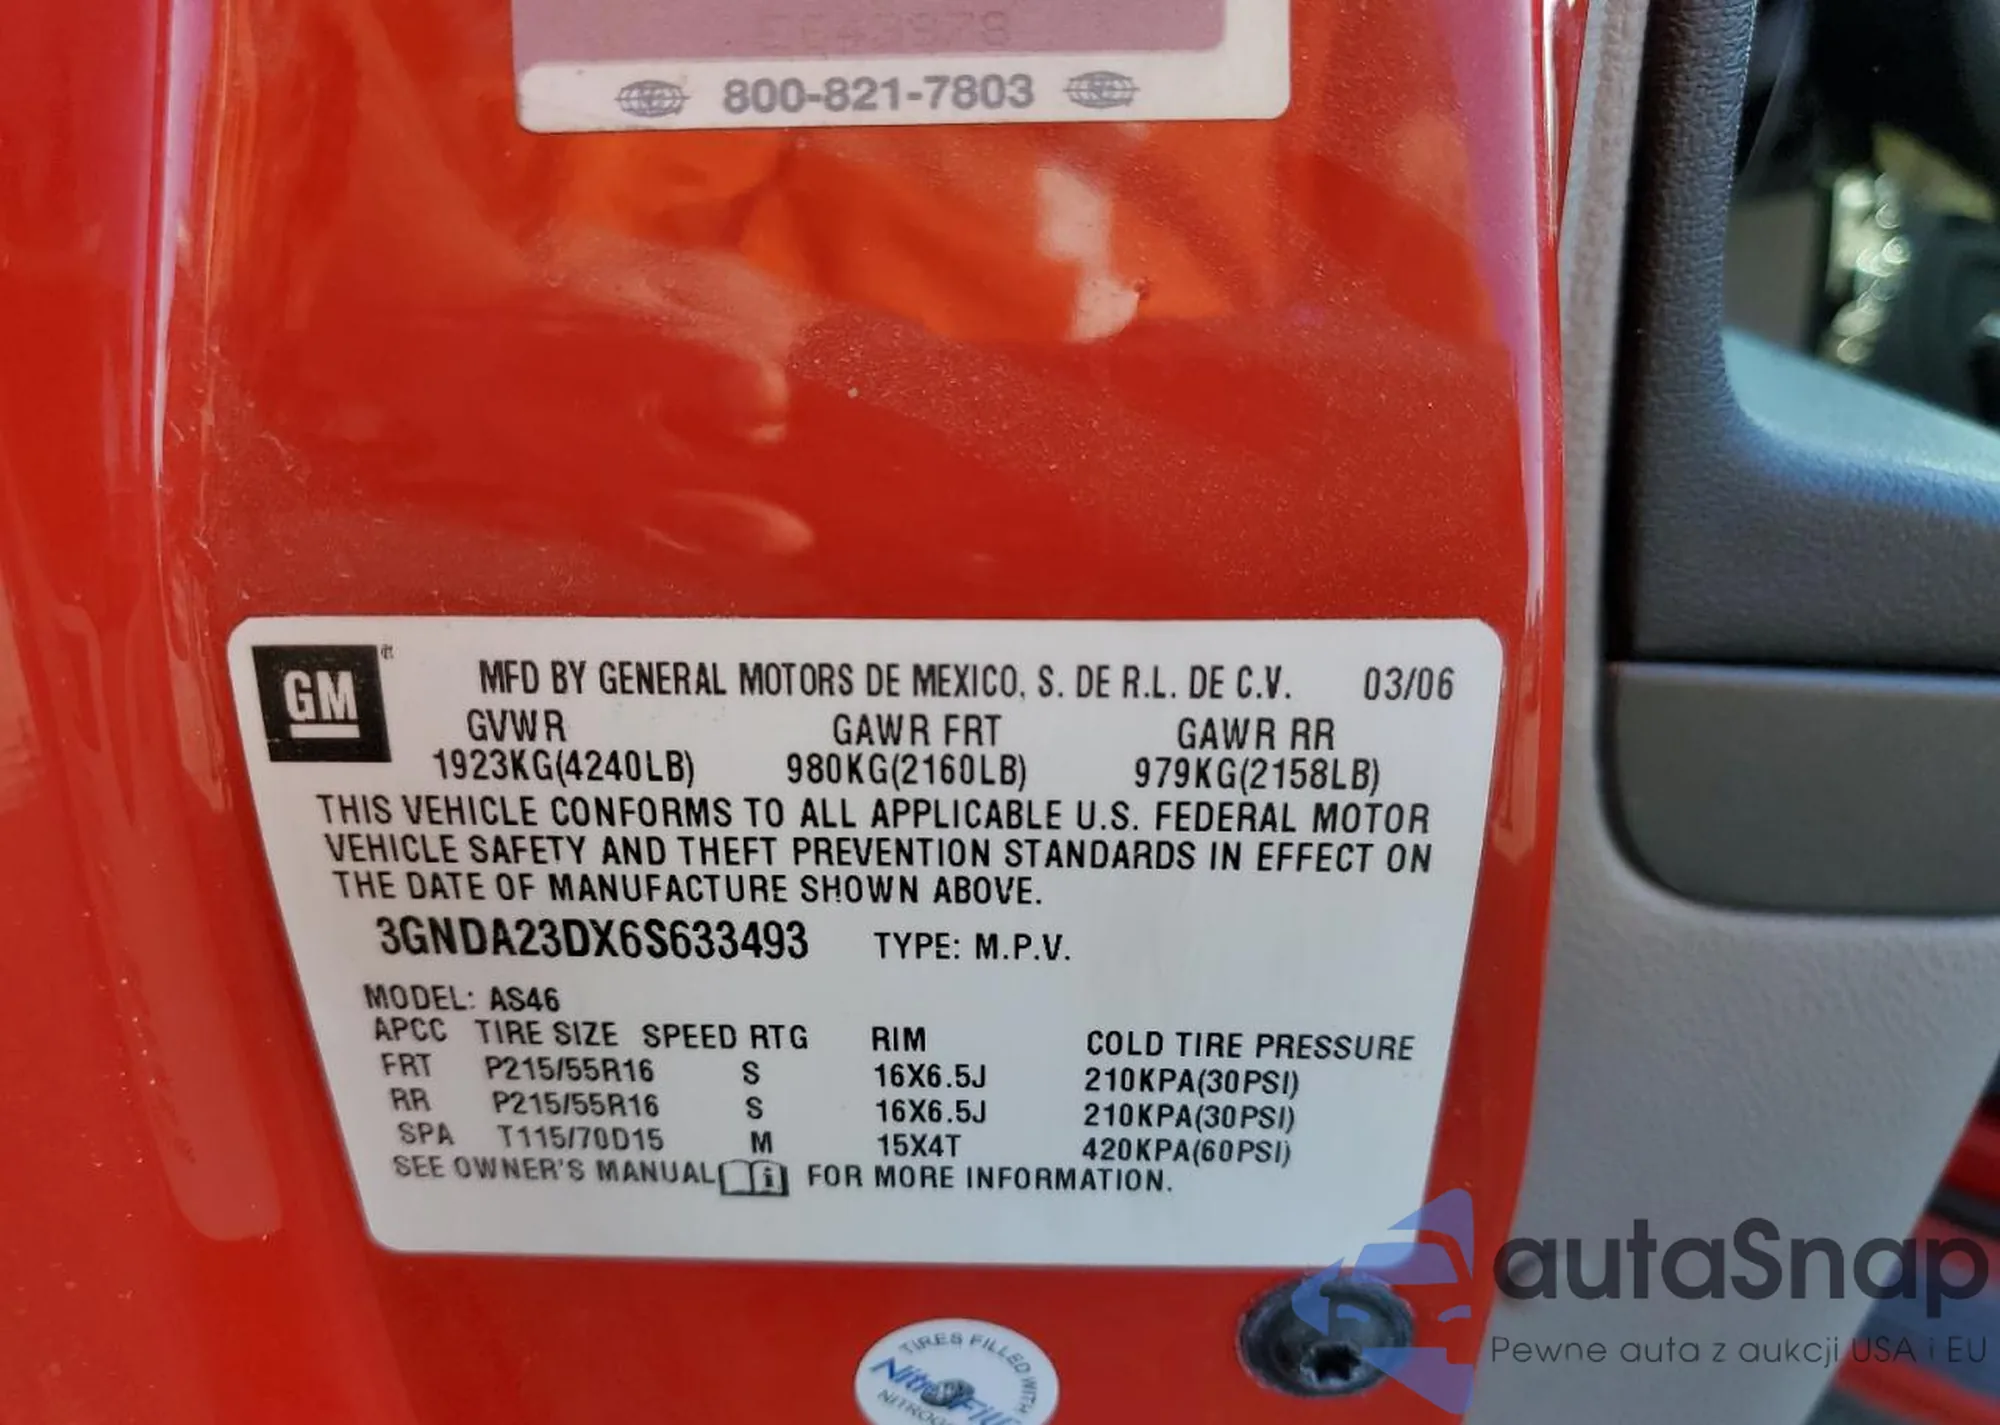 800-821-7803
GM
MFD BY GENERAL MOTORS DE MEXICO, S. DE R.L. DE C.V. 03/06
GVWR GAWR FRT GAWR RR
1923KG(4240LB) 980KG(2160LB) 979KG(2158LB)
THIS VEHICLE CONFORMS TO ALL APPLICABLE U.S. FEDERAL MOTOR
VEHICLE SAFETY AND THEFT PREVENTION STANDARDS IN EFFECT ON
THE DATE OF MANUFACTURE SHOWN ABOVE.
3GNDA23DX6S633493 TYPE: M.P.V.
MODEL: AS46
APCC TIRE SIZE SPEED RTG RIM COLD TIRE PRESSURE
FRT P215/55R16 S 16X6.5J 210KPA(30PSI)
RR P215/55R16 S 16X6.5J 210KPA(30PSI)
SPA T115/70D15 M 15X4T 420KPA(60PSI)
SEE OWNER'S MANUAL FOR MORE INFORMATION.
TIRES FILLED WITH
NitroFill
autaSnap
Pewne auta z aukcji USA i EU